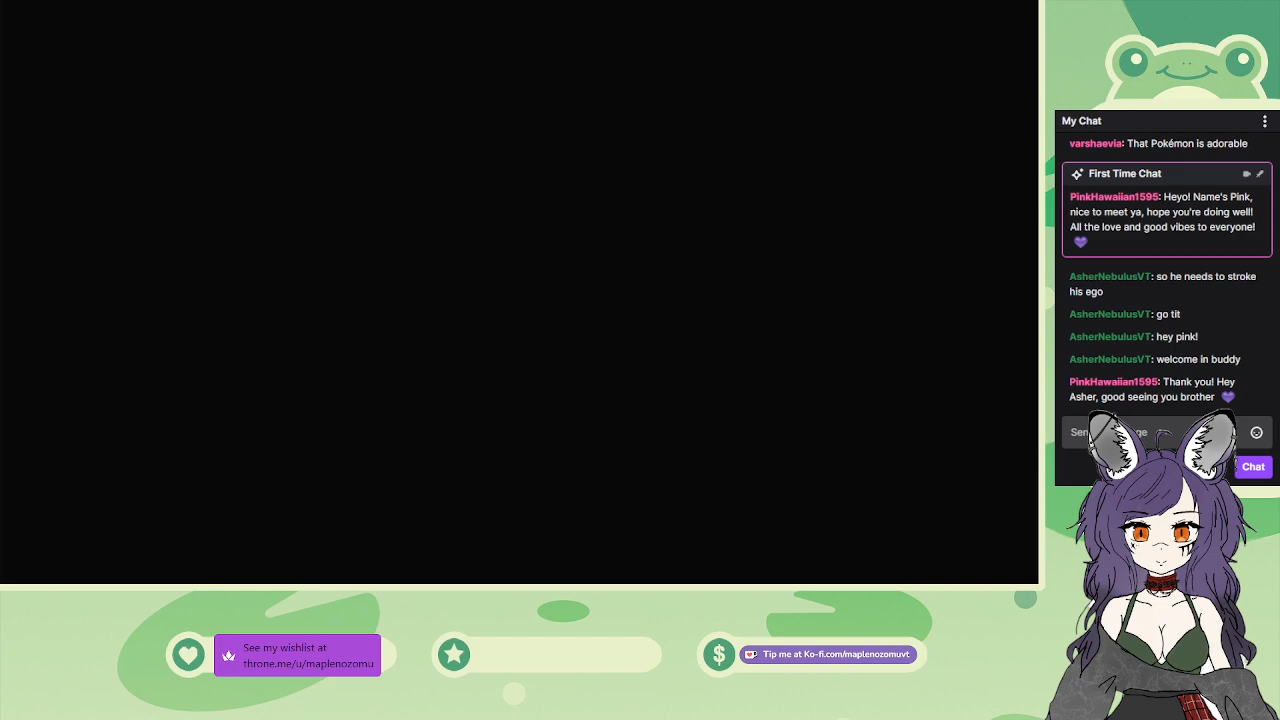 My Chat
varshaevia: That Pokémon is adorable
First Time Chat
PinkHawaiian1595: Heyo! Name's Pink,
nice to meet ya, hope you're doing well!
All the love and good vibes to everyone!
AsherNebulusVT: so he needs to stroke
his ego
AsherNebulusVT: go tit
AsherNebulusVT: hey pink!
AsherNebulusVT: welcome in buddy
PinkHawaiian1595: Thank you! Hey
Asher, good seeing you brother
Chat
See my wishlist at
throne.me/u/maplenozomu
Tip me at Ko-fi.com/maplenozomuvt